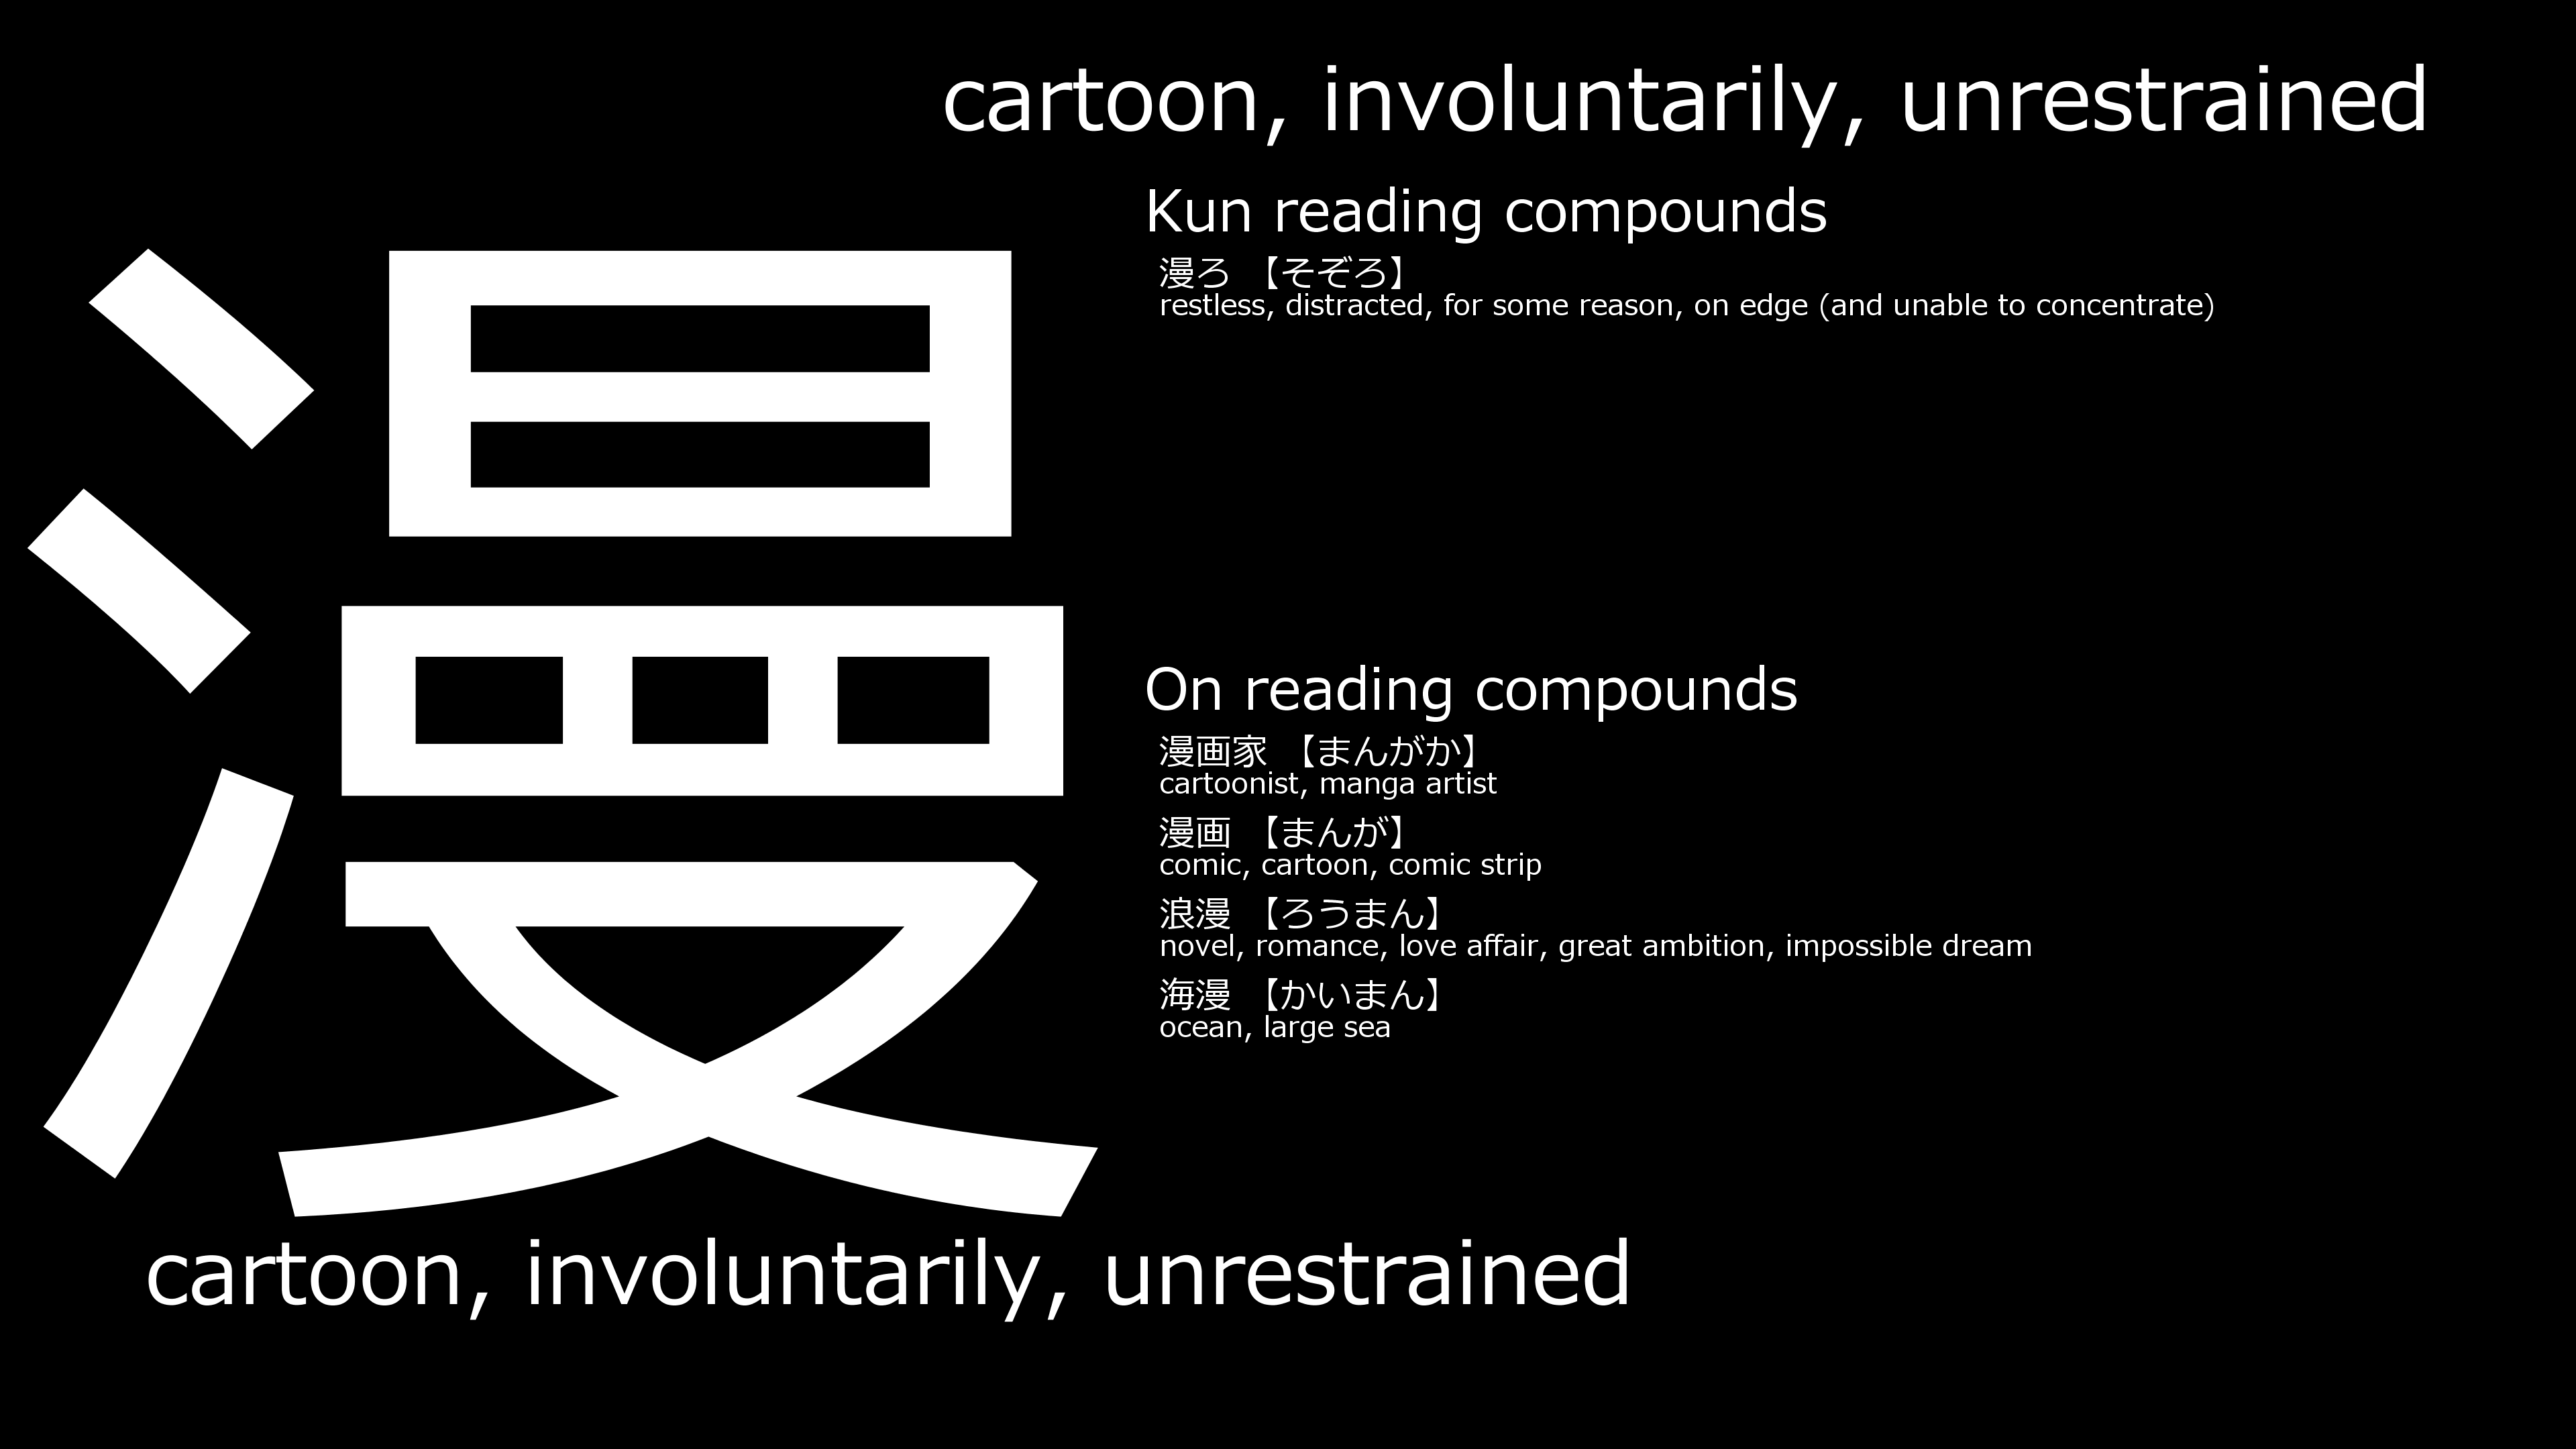 cartoon, involuntarily, unrestrained
漫
Kun reading compounds
漫ろ 【そぞろ】
restless, distracted, for some reason, on edge (and unable to concentrate)
On reading compounds
漫画家 【まんがか】
cartoonist, manga artist
漫画 【まんが】
comic, cartoon, comic strip
浪漫 【ろうまん】
novel, romance, love affair, great ambition, impossible dream
海漫 【かいまん】
ocean, large sea
cartoon, involuntarily, unrestrained